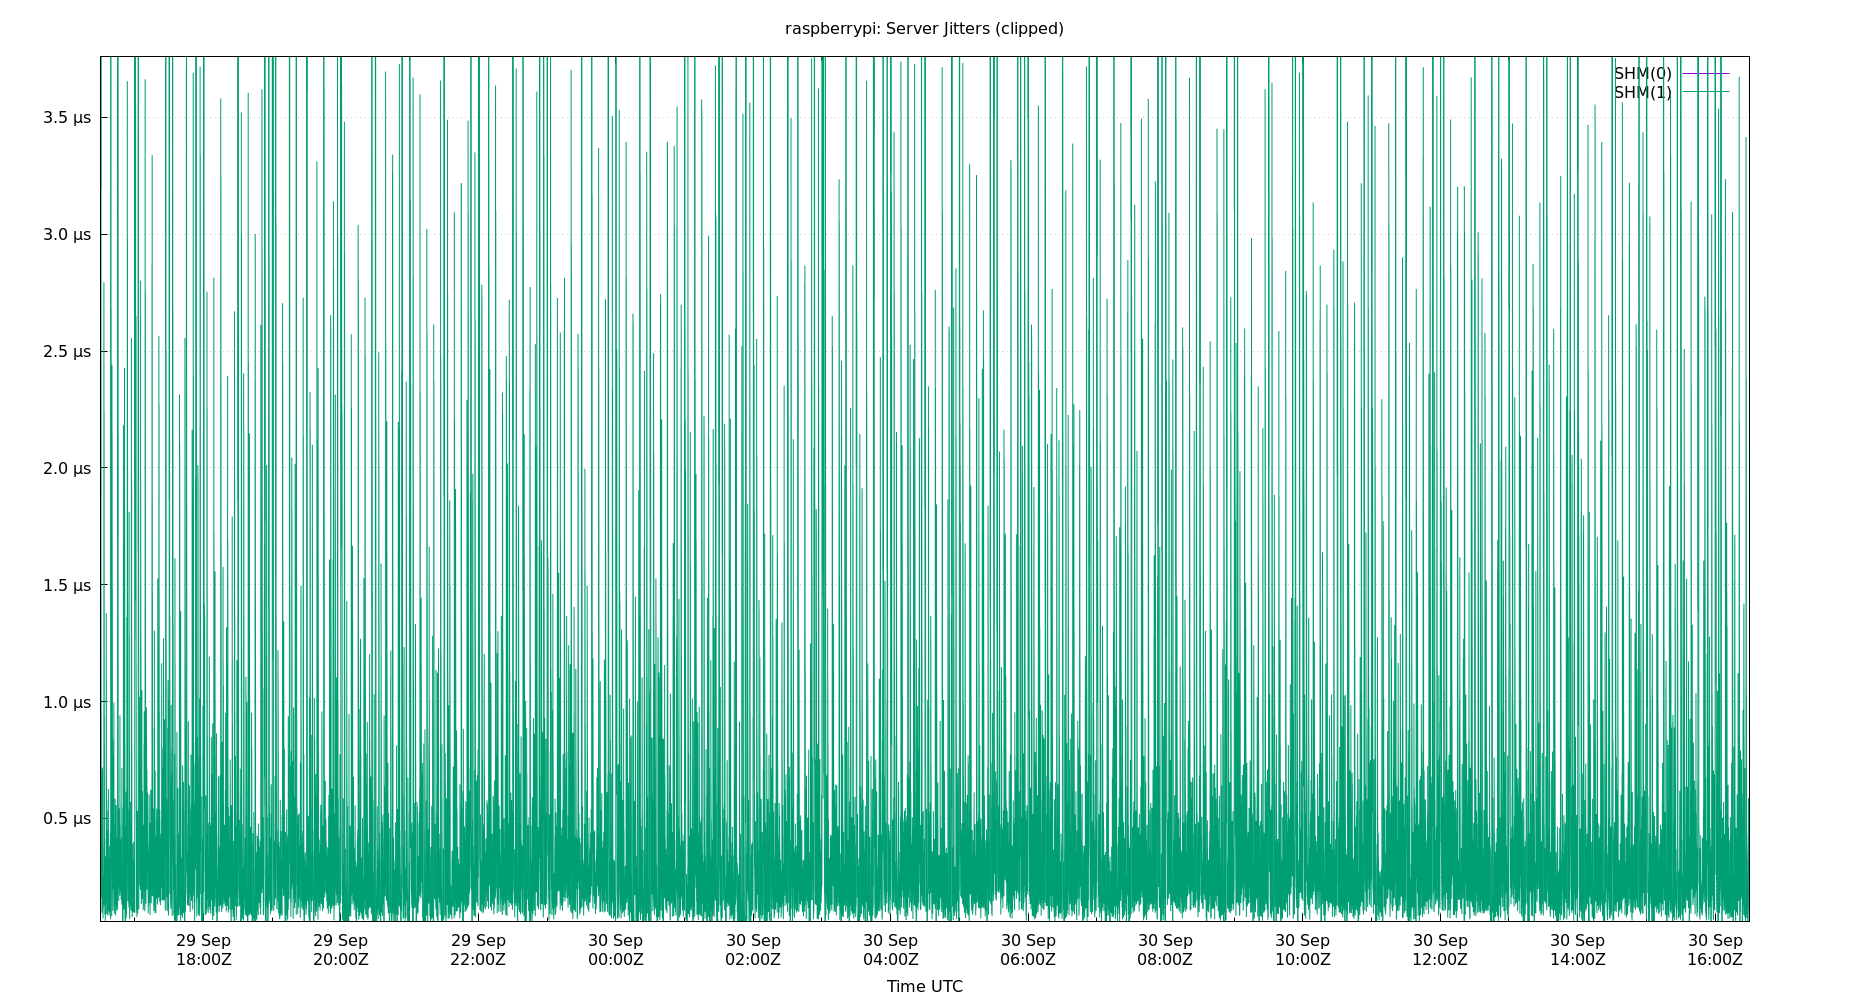 raspberrypi: Server Jitters (clipped)
SHM(0)
SHM(1)
3.5 µs
3.0 µs
2.5 µs
2.0 µs
1.5 µs
1.0 µs
0.5 µs
29 Sep 29 Sep 29 Sep 30 Sep 30 Sep 30 Sep 30 Sep 30 Sep 30 Sep 30 Sep 30 Sep 30 Sep
18:00Z 20:00Z 22:00Z 00:00Z 02:00Z 04:00Z 06:00Z 08:00Z 10:00Z 12:00Z 14:00Z 16:00Z
Time UTC